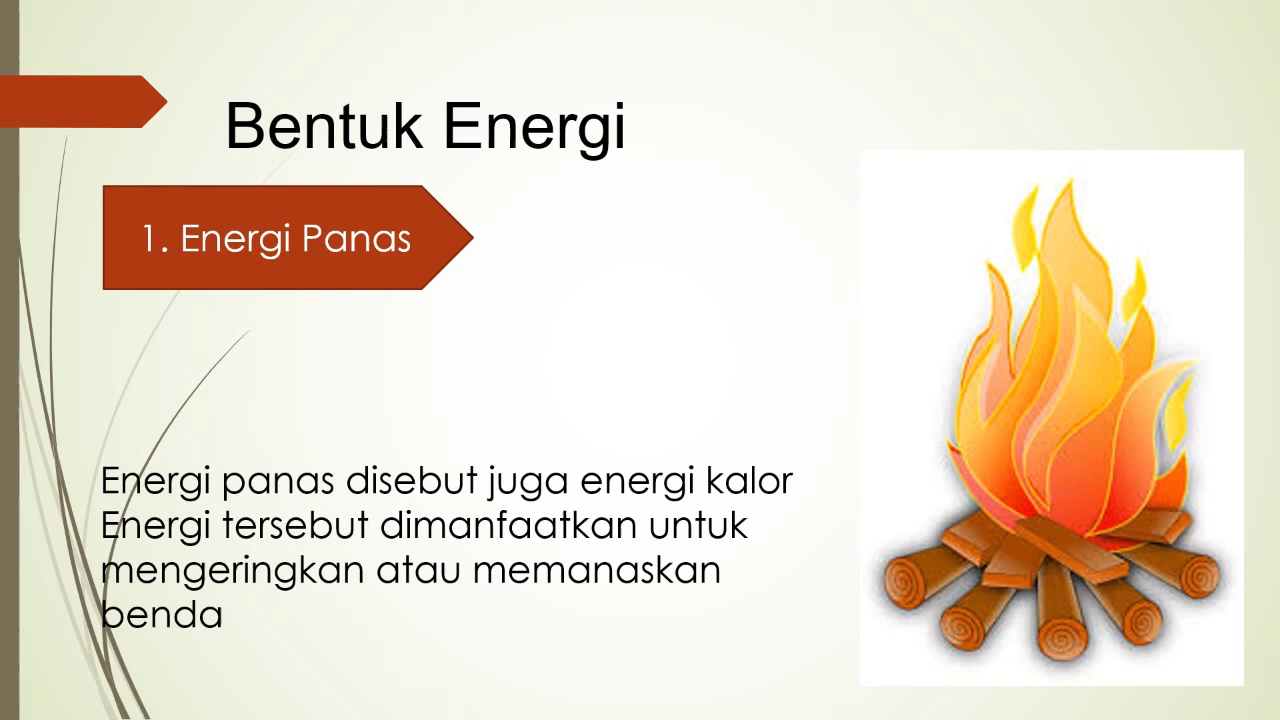 Bentuk Energi
1. Energi Panas
Energi panas disebut juga energi kalor
Energi tersebut dimanfaatkan untuk
mengeringkan atau memanaskan
benda